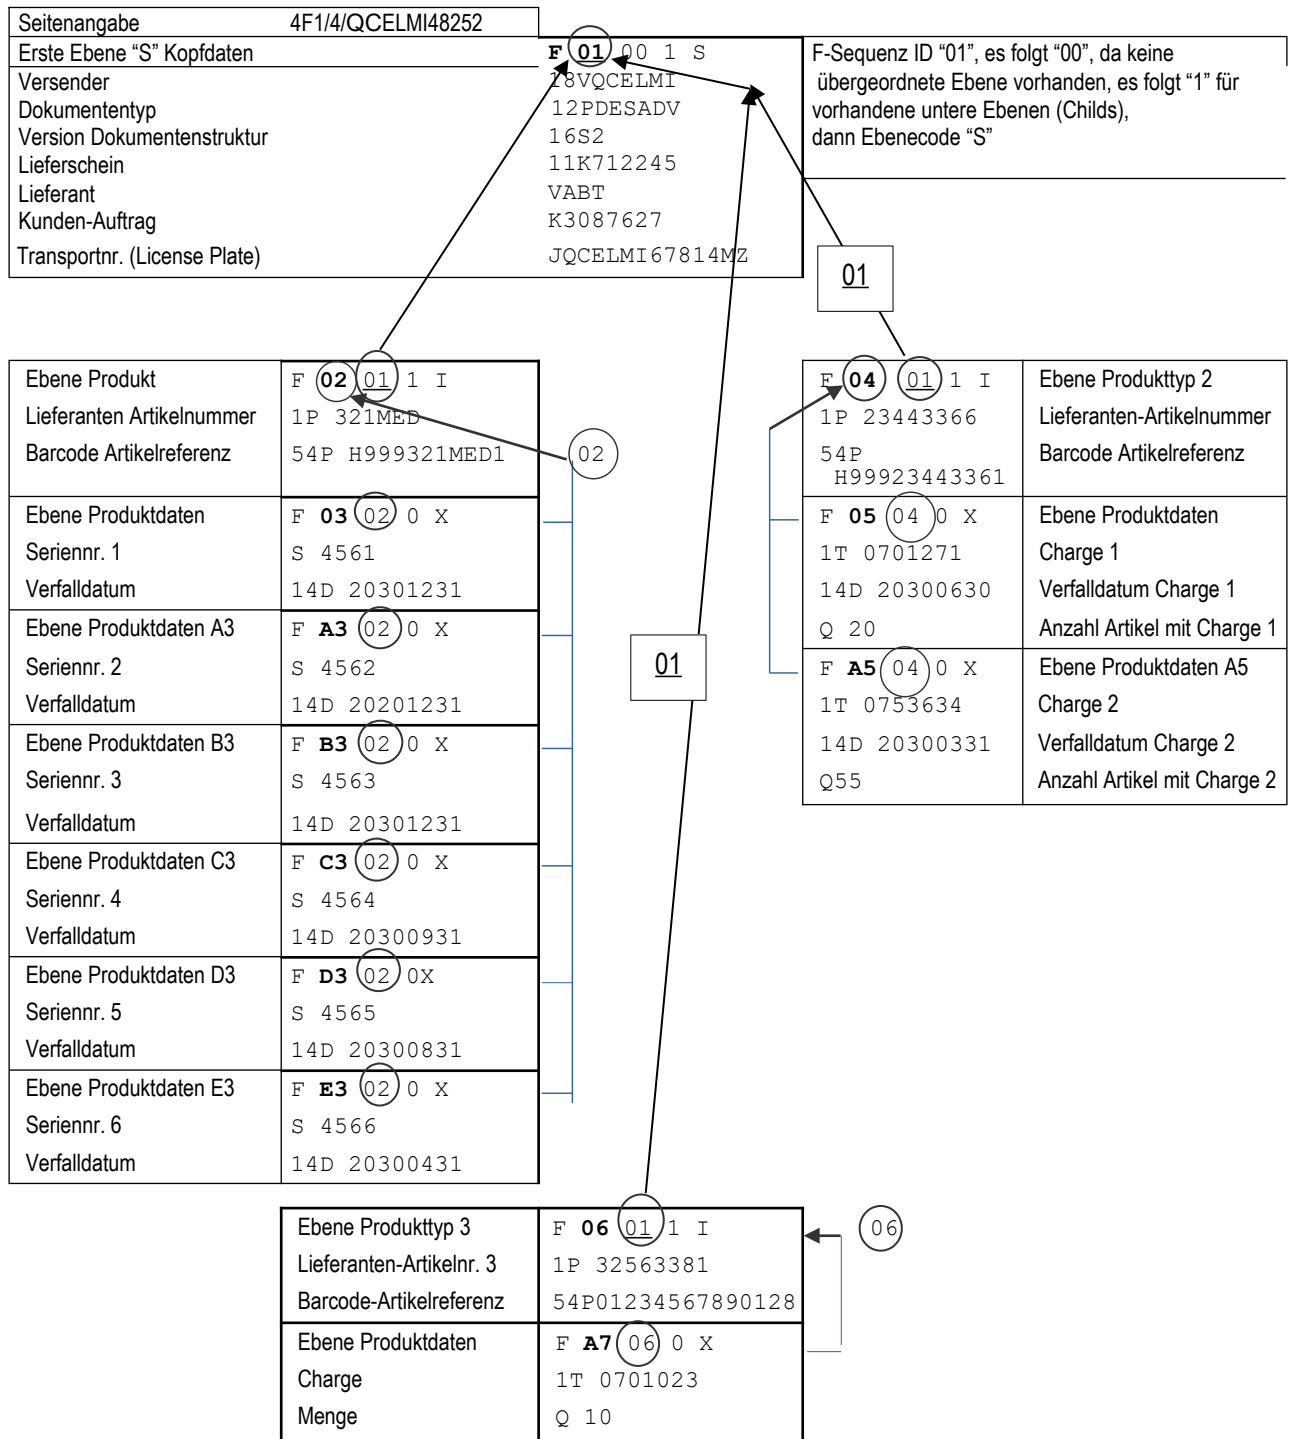 Seitenangabe 4F1/4/QCELMI48252
Erste Ebene “S” Kopfdaten F 01 00 1 S
Versender 18VQCELMI
Dokumententyp 12PDESADV
Version Dokumentenstruktur 16S2
Lieferschein 11K712245
Lieferant VABT
Kunden-Auftrag K3087627
Transportnr. (License Plate) JQCELMI67814MZ
F-Sequenz ID “01”, es folgt “00”, da keine
übergeordnete Ebene vorhanden, es folgt “1” für
vorhandene untere Ebenen (Childs),
dann Ebenecode “S”
01
Ebene Produkt F 02 01 1 I
Lieferanten Artikelnummer 1P 321MED
Barcode Artikelreferenz 54P H999321MED1
02
Ebene Produktdaten F 03 02 0 X
Seriennr. 1 S 4561
Verfalldatum 14D 20301231
Ebene Produktdaten A3 F A3 02 0 X
Seriennr. 2 S 4562
Verfalldatum 14D 20201231
Ebene Produktdaten B3 F B3 02 0 X
Seriennr. 3 S 4563
Verfalldatum 14D 20301231
Ebene Produktdaten C3 F C3 02 0 X
Seriennr. 4 S 4564
Verfalldatum 14D 20300931
Ebene Produktdaten D3 F D3 02 0X
Seriennr. 5 S 4565
Verfalldatum 14D 20300831
Ebene Produktdaten E3 F E3 02 0 X
Seriennr. 6 S 4566
Verfalldatum 14D 20300431
01
F 04 01 1 I Ebene Produkttyp 2
1P 23443366 Lieferanten-Artikelnummer
54P Barcode Artikelreferenz
H99923443361
F 05 04 0 X Ebene Produktdaten
1T 0701271 Charge 1
14D 20300630 Verfalldatum Charge 1
Q 20 Anzahl Artikel mit Charge 1
F A5 04 0 X Ebene Produktdaten A5
1T 0753634 Charge 2
14D 20300331 Verfalldatum Charge 2
Q55 Anzahl Artikel mit Charge 2
Ebene Produkttyp 3 F 06 01 1 I
06
Lieferanten-Artikelnr. 3 1P 32563381
Barcode-Artikelreferenz 54P01234567890128
Ebene Produktdaten F A7 06 0 X
Charge 1T 0701023
Menge Q 10